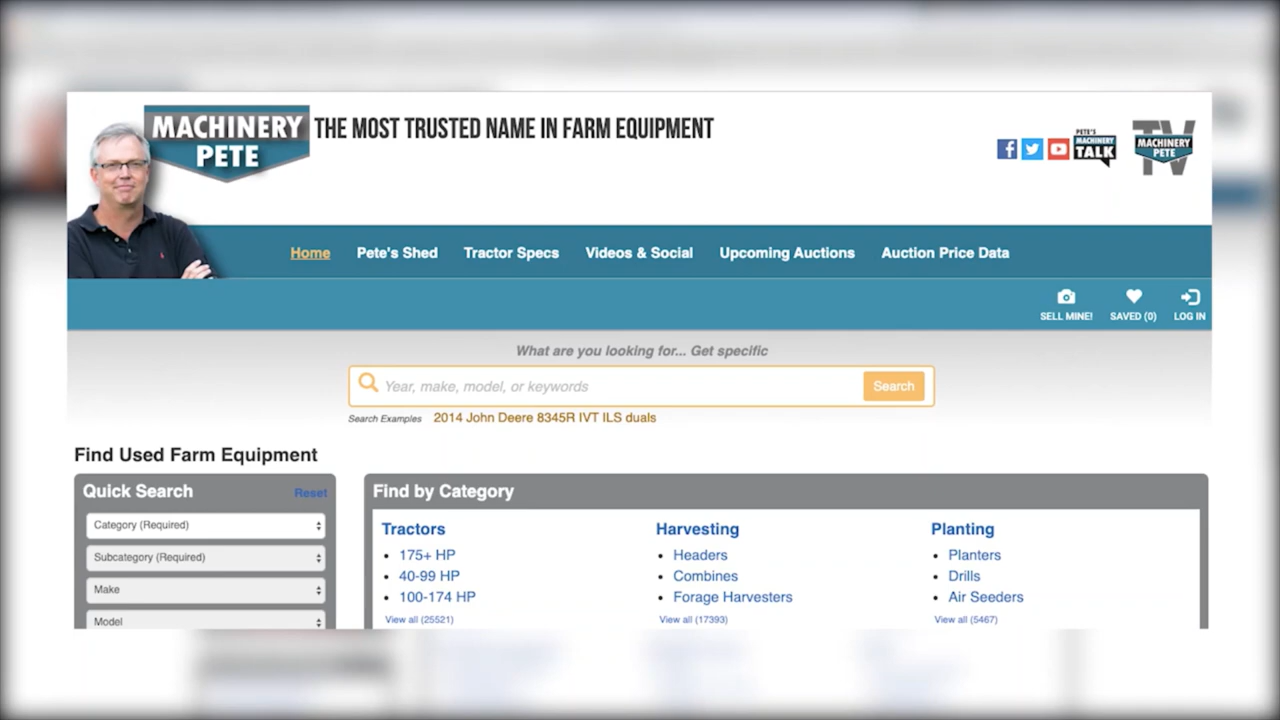 MACHINERY
PETE
THE MOST TRUSTED NAME IN FARM EQUIPMENT
PETE'S
MACHINERY
TALK
TV
MACHINERY
PETE
Home Pete's Shed Tractor Specs Videos & Social Upcoming Auctions Auction Price Data
SELL MINE! SAVED (0) LOG IN
What are you looking for... Get specific
Year, make, model, or keywords Search
Search Examples 2014 John Deere 8345R IVT ILS duals
Find Used Farm Equipment
Quick Search Reset
Category (Required)
Subcategory (Required)
Make
Model
Find by Category
Tractors
• 175+ HP
• 40-99 HP
• 100-174 HP
View all (25521)
Harvesting
• Headers
• Combines
• Forage Harvesters
View all (17393)
Planting
• Planters
• Drills
• Air Seeders
View all (5467)